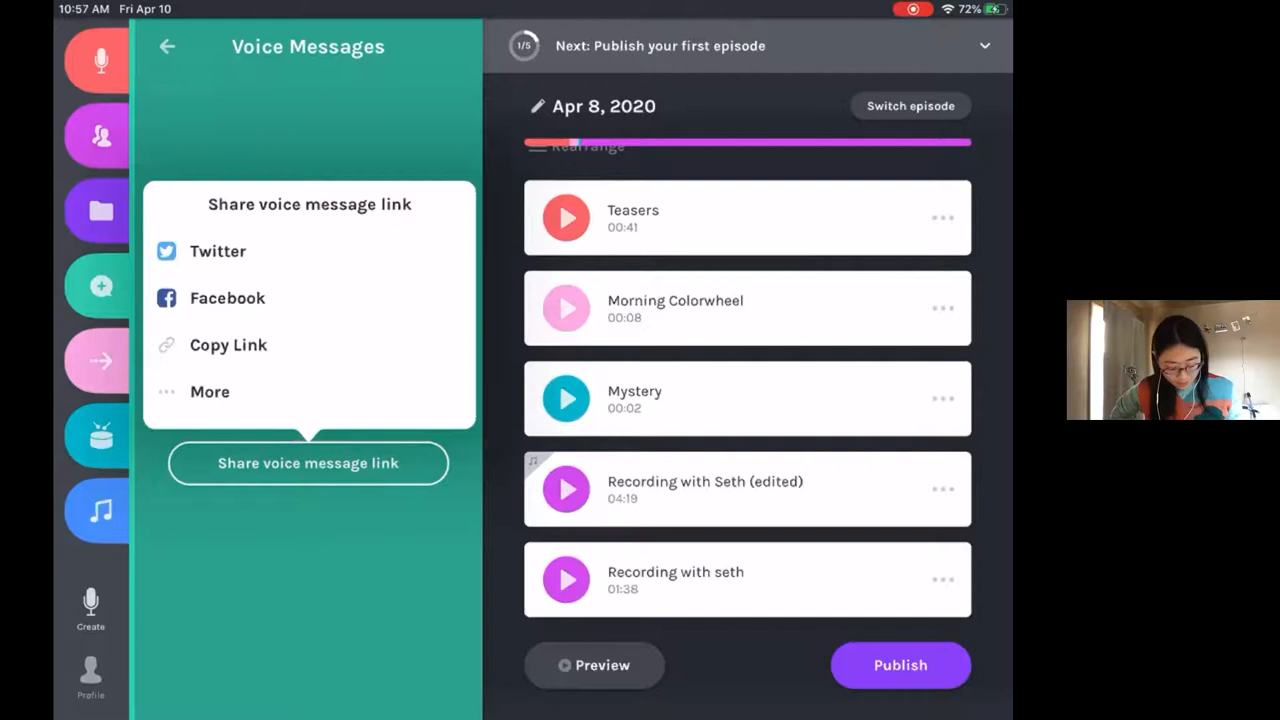 10:57 AM Fri Apr 10
72%
Voice Messages
1/5
Next: Publish your first episode
Apr 8, 2020
Switch episode
Rearrange
Share voice message link
Twitter
Facebook
Copy Link
More
Share voice message link
Teasers
00:41
Morning Colorwheel
00:08
Mystery
00:02
Recording with Seth (edited)
04:19
Recording with seth
01:38
Create
Profile
Preview
Publish